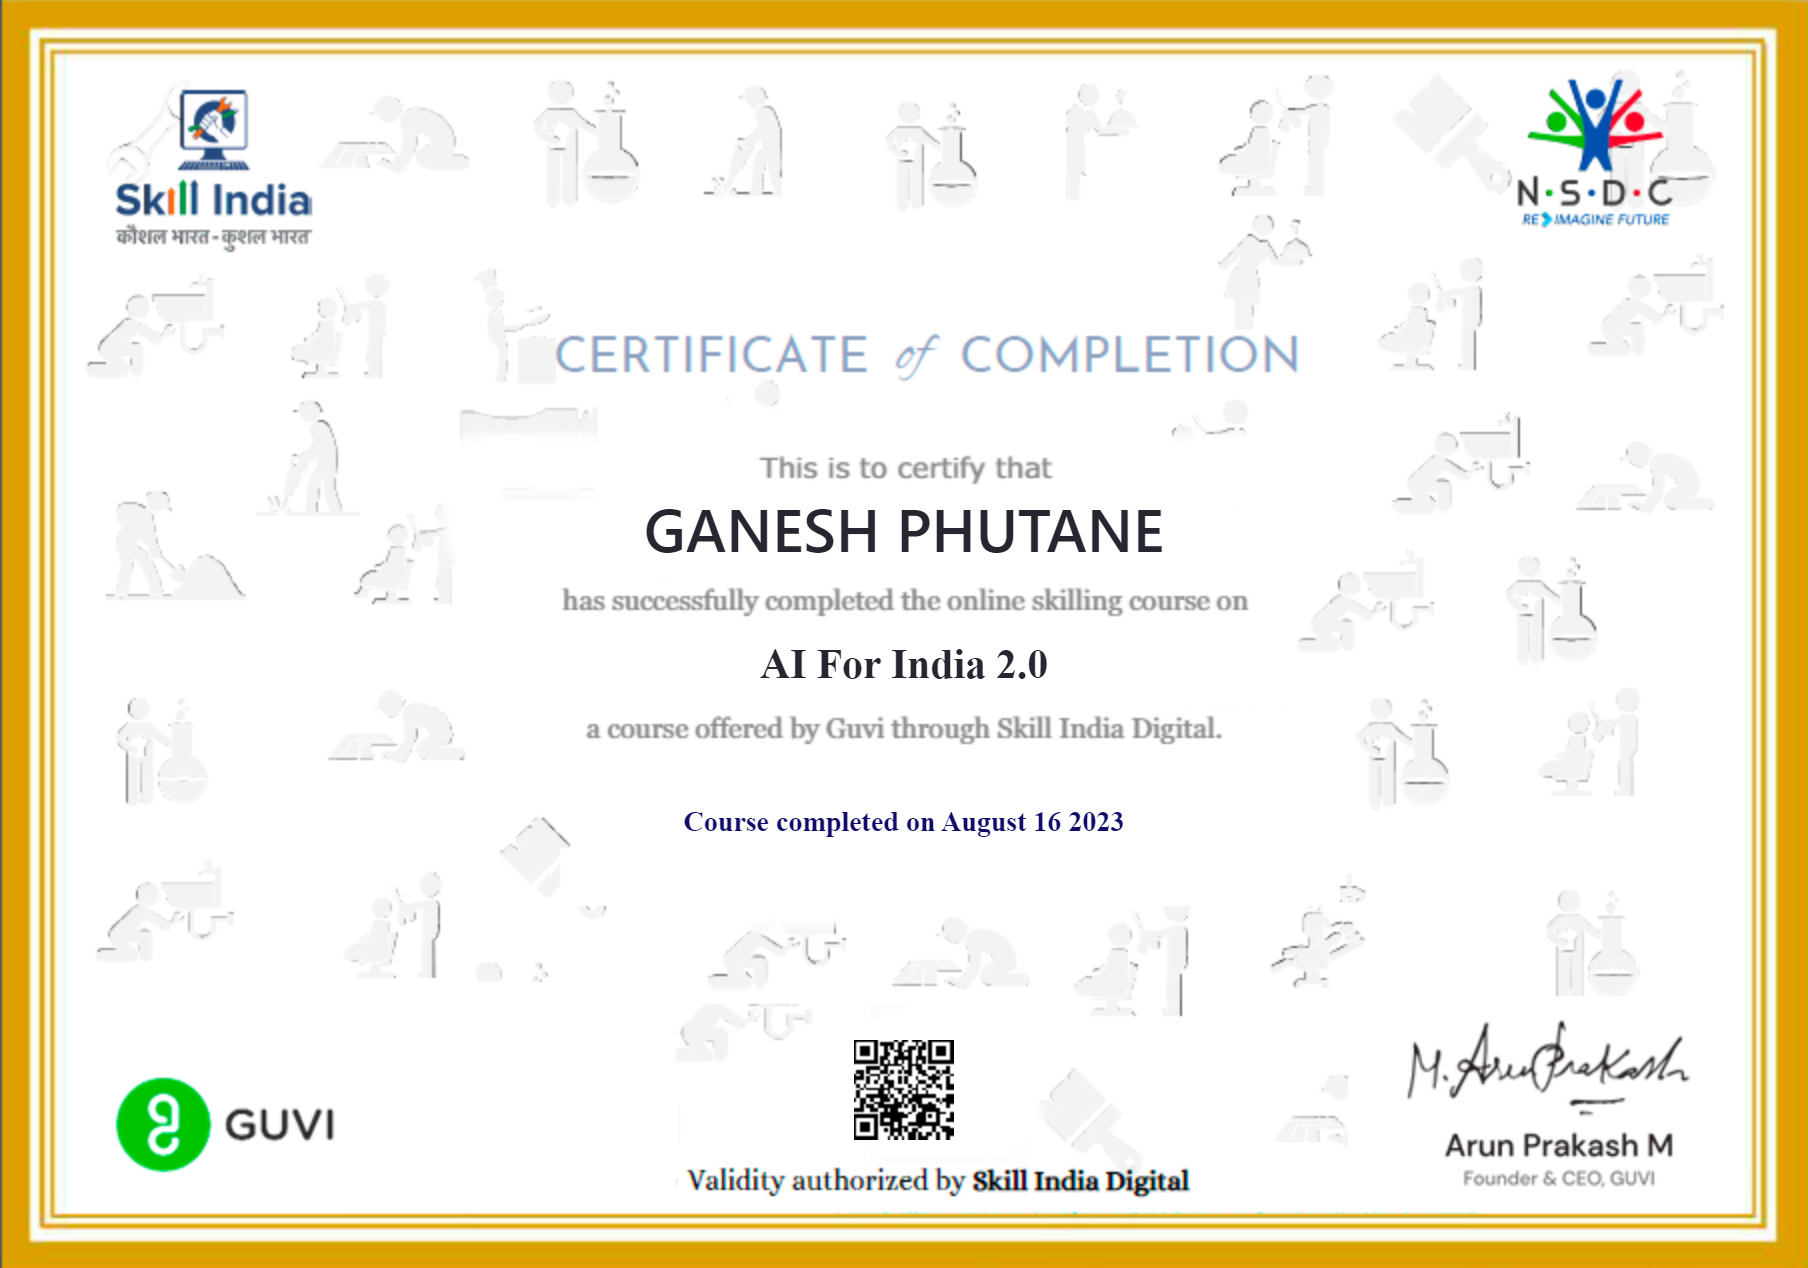 Skill India
कौशल भारत - कुशल भारत
N·S·D·C
RE IMAGINE FUTURE
CERTIFICATE of COMPLETION
This is to certify that
GANESH PHUTANE
has successfully completed the online skilling course on
AI For India 2.0
a course offered by Guvi through Skill India Digital.
Course completed on August 16 2023
GUVI
Validity authorized by Skill India Digital
M. Arun Prakash
Arun Prakash M
Founder & CEO, GUVI